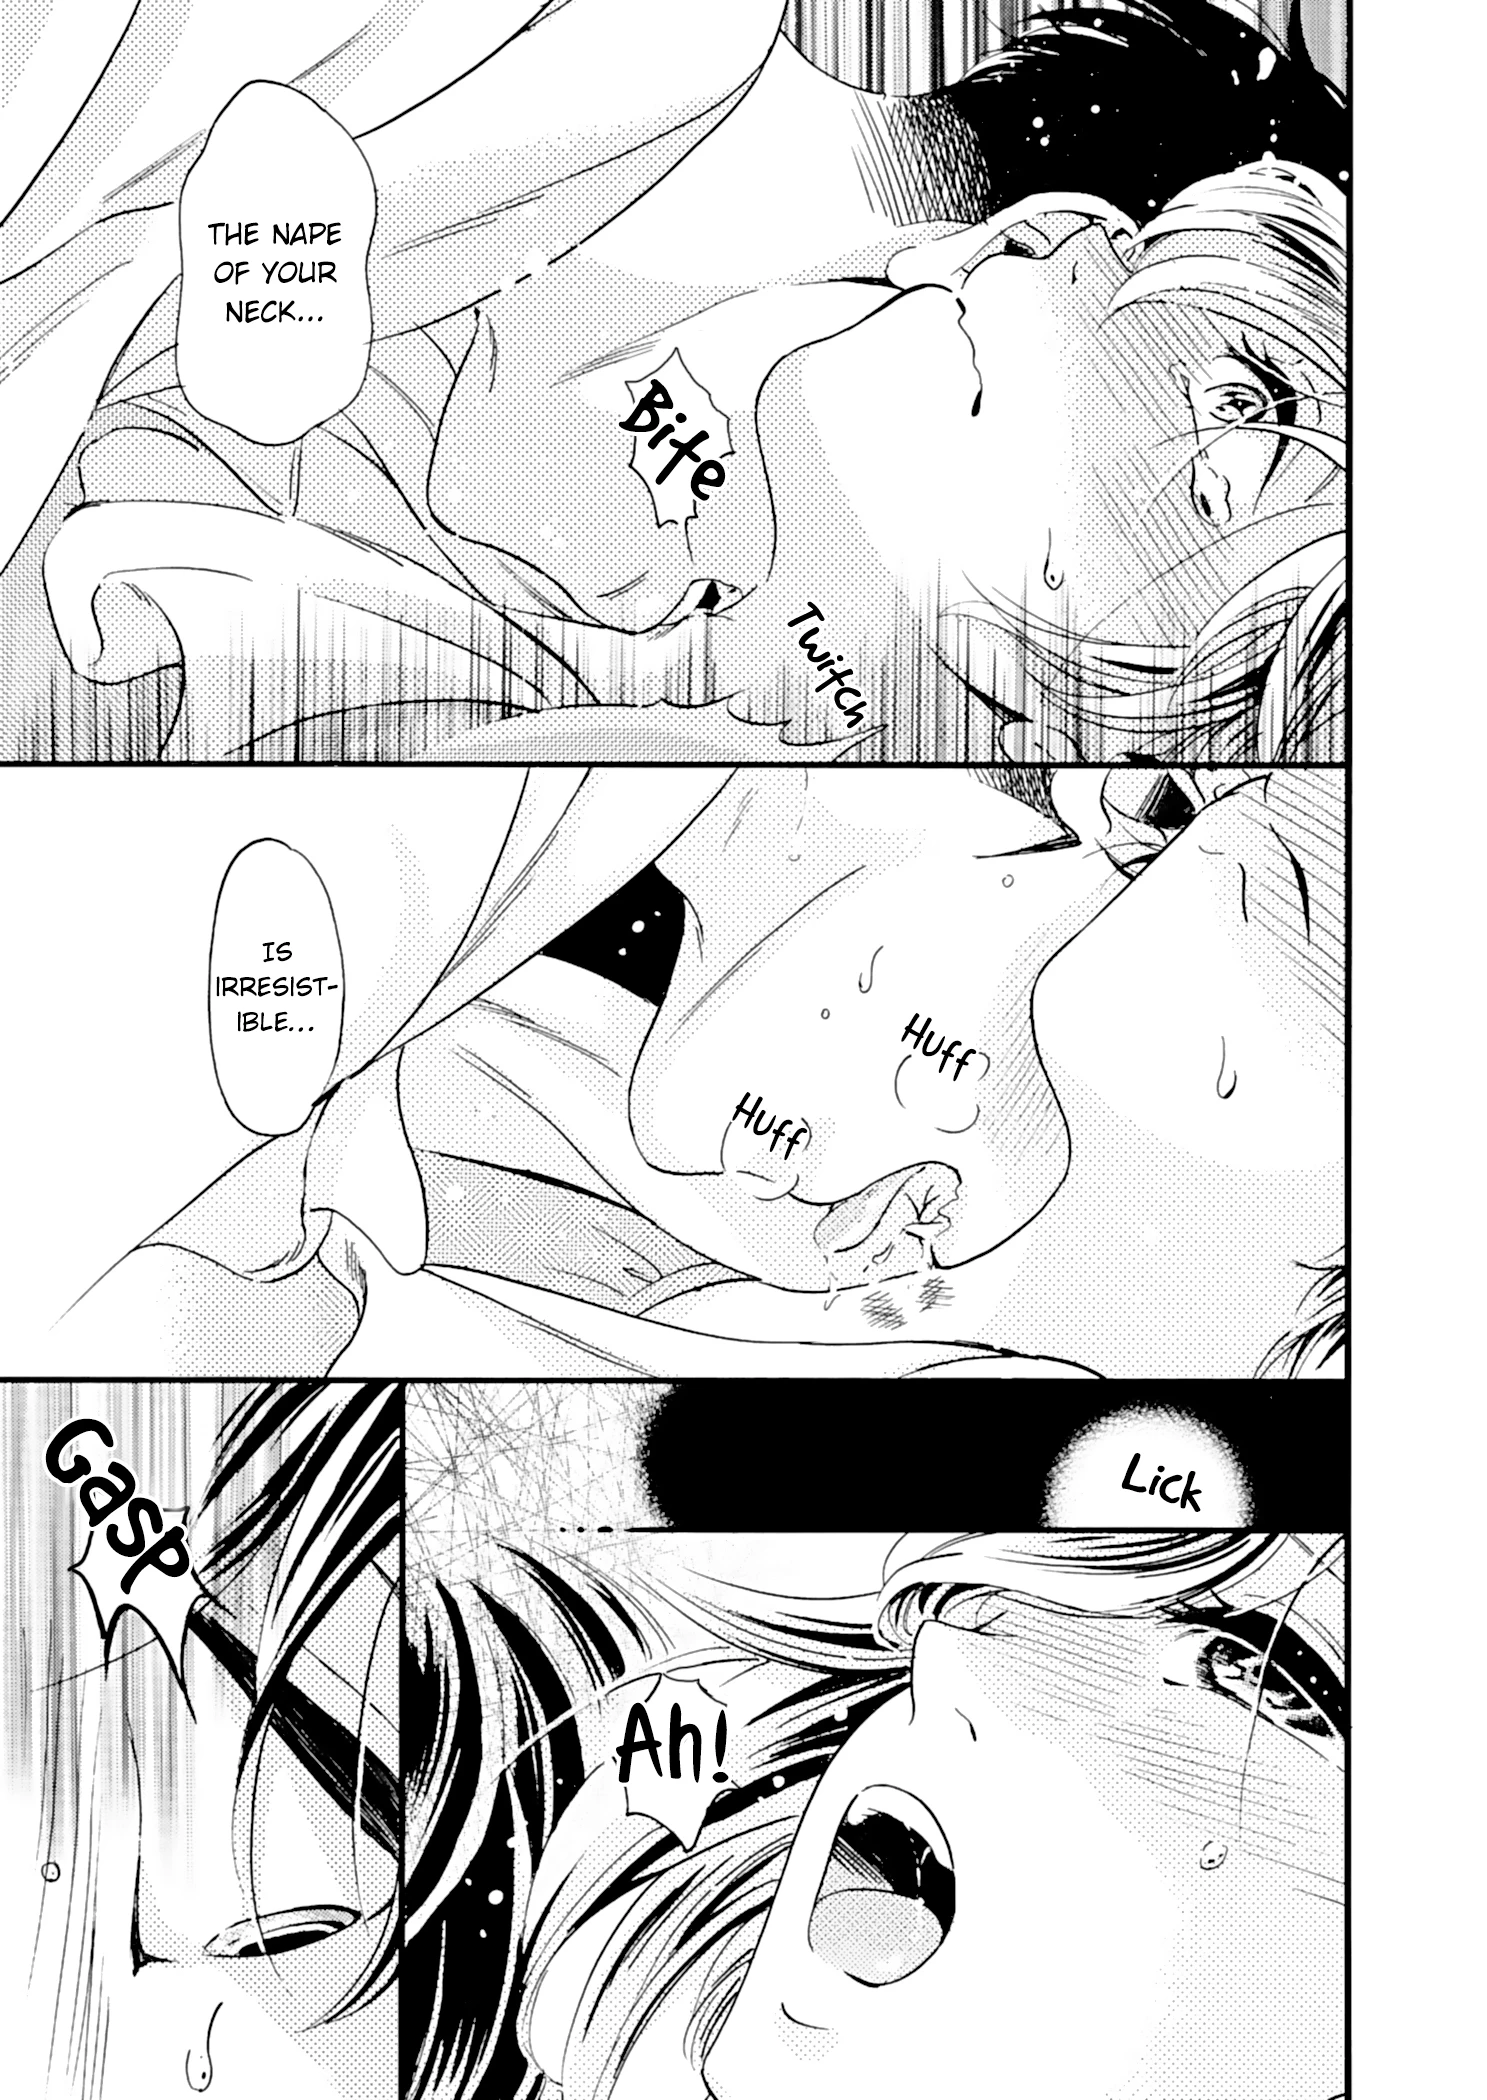 THE NAPE
OF YOUR
NECK...
Bite
Twitch
IS
IRRESIST-
IBLE...
Huff
Huff
Lick
Ah!
Gasp